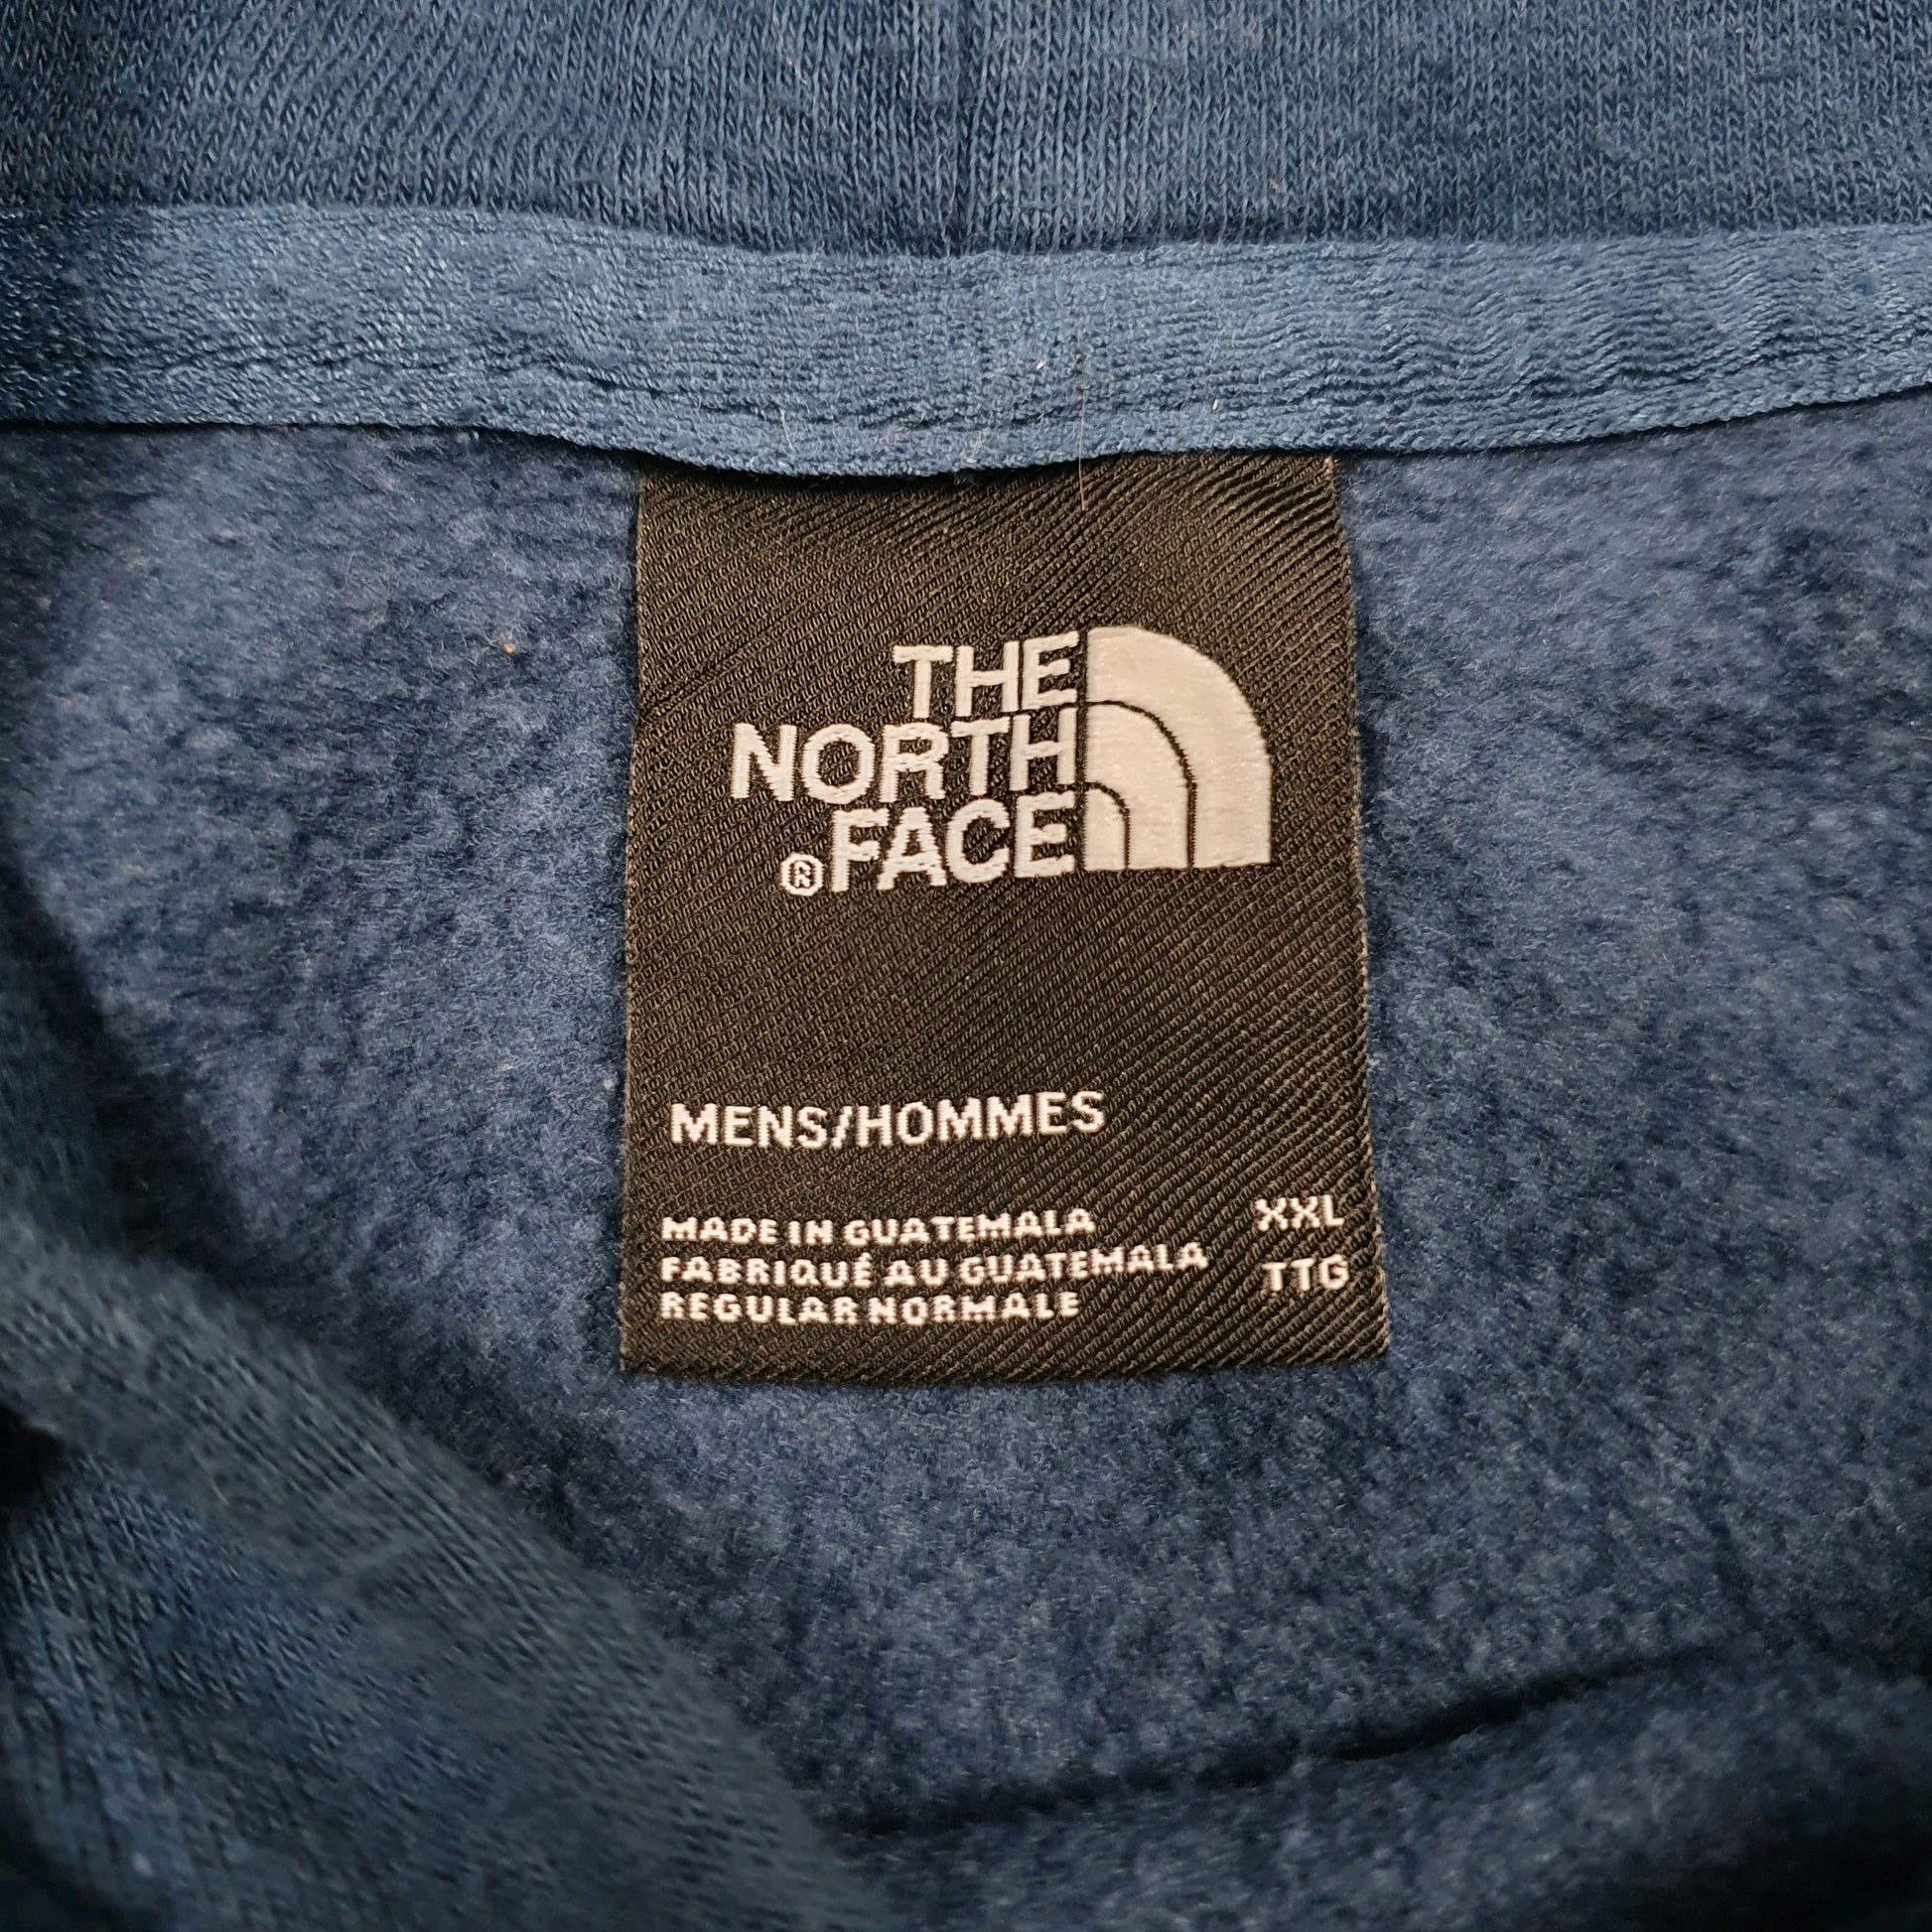 THE
NORTH
®FACE
MENS/HOMMES
MADE IN GUATEMALA XXL
FABRIQUÉ AU GUATEMALA TTG
REGULAR NORMALE